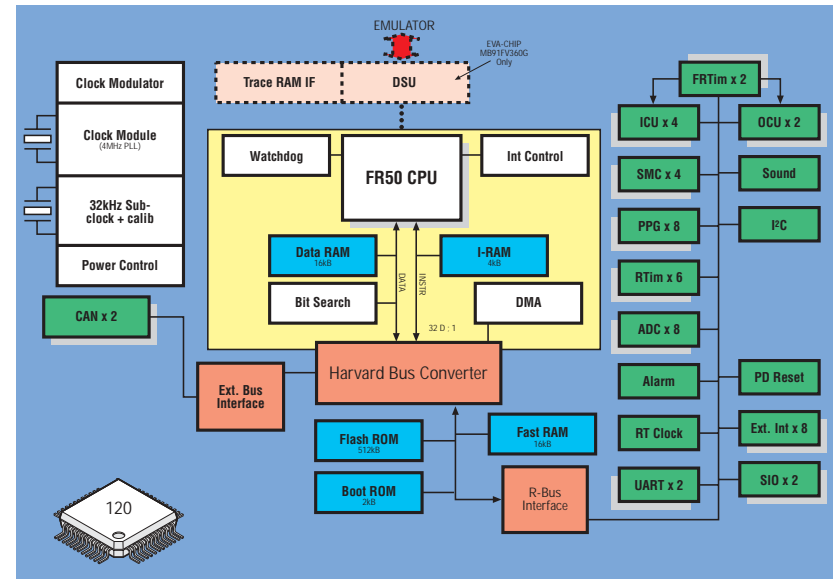 EMULATOR
EVA-CHIP
MB91FV360G
Only
Trace RAM IF
DSU
Clock Modulator
Clock Module
(4MHz PLL)
32kHz Sub-
clock + calib
Power Control
Watchdog
FR50 CPU
Int Control
Data RAM
16kB
I-RAM
4kB
DATA
INSTR
Bit Search
DMA
32 D : 1
CAN x 2
Harvard Bus Converter
Ext. Bus
Interface
Flash ROM
512kB
Fast RAM
16kB
Boot ROM
2kB
R-Bus
Interface
120
FRTim x 2
ICU x 4
OCU x 2
SMC x 4
Sound
PPG x 8
I²C
RTim x 6
ADC x 8
Alarm
PD Reset
RT Clock
Ext. Int x 8
UART x 2
SIO x 2